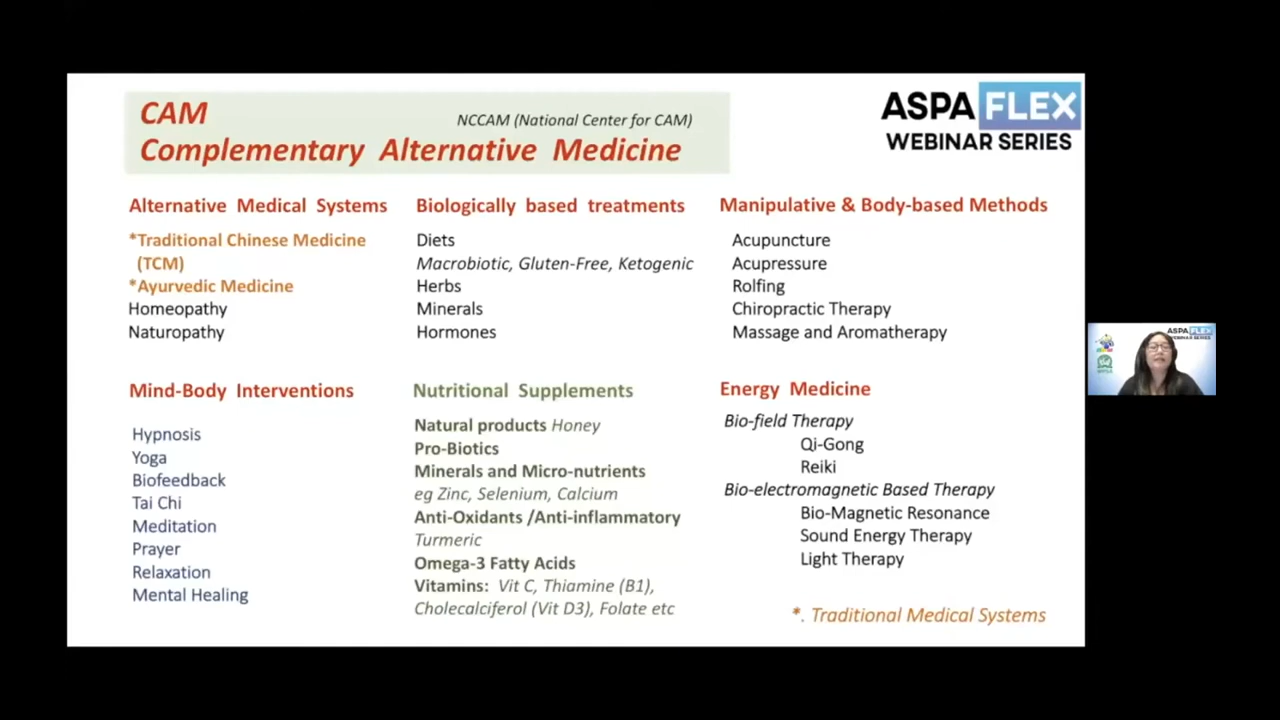 CAM
NCCAM (National Center for CAM)
Complementary Alternative Medicine
ASPA FLEX
WEBINAR SERIES
Alternative Medical Systems
*Traditional Chinese Medicine
(TCM)
*Ayurvedic Medicine
Homeopathy
Naturopathy
Biologically based treatments
Diets
Macrobiotic, Gluten-Free, Ketogenic
Herbs
Minerals
Hormones
Manipulative & Body-based Methods
Acupuncture
Acupressure
Rolfing
Chiropractic Therapy
Massage and Aromatherapy
Mind-Body Interventions
Hypnosis
Yoga
Biofeedback
Tai Chi
Meditation
Prayer
Relaxation
Mental Healing
Nutritional Supplements
Natural products Honey
Pro-Biotics
Minerals and Micro-nutrients
eg Zinc, Selenium, Calcium
Anti-Oxidants /Anti-inflammatory
Turmeric
Omega-3 Fatty Acids
Vitamins: Vit C, Thiamine (B1),
Cholecalciferol (Vit D3), Folate etc
Energy Medicine
Bio-field Therapy
Qi-Gong
Reiki
Bio-electromagnetic Based Therapy
Bio-Magnetic Resonance
Sound Energy Therapy
Light Therapy
*. Traditional Medical Systems
ASPA FLEX
WEBINAR SERIES